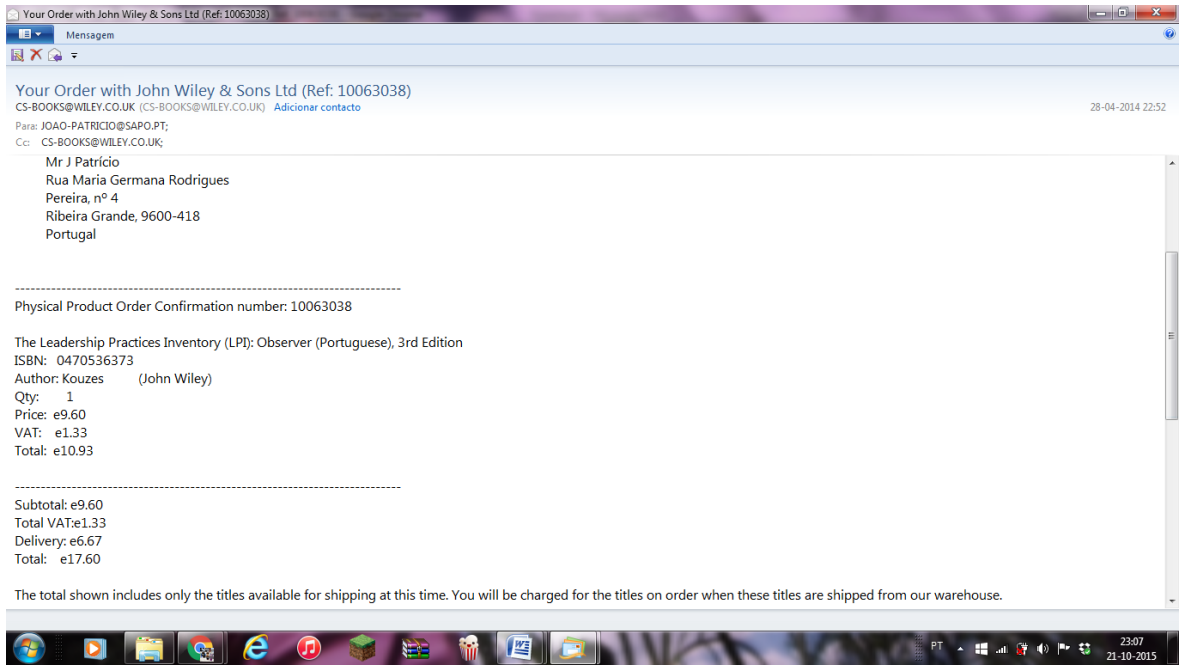 Your Order with John Wiley & Sons Ltd (Ref: 10063038)
Mensagem
Your Order with John Wiley & Sons Ltd (Ref: 10063038)
CS-BOOKS@WILEY.CO.UK (CS-BOOKS@WILEY.CO.UK) Adicionar contacto
28-04-2014 22:52
Para: JOAO-PATRICIO@SAPO.PT;
Cc: CS-BOOKS@WILEY.CO.UK;
Mr J Patrício
Rua Maria Germana Rodrigues
Pereira, nº 4
Ribeira Grande, 9600-418
Portugal
-------------------------------------------------------------------------
Physical Product Order Confirmation number: 10063038
The Leadership Practices Inventory (LPI): Observer (Portuguese), 3rd Edition
ISBN: 0470536373
Author: Kouzes (John Wiley)
Qty: 1
Price: e9.60
VAT: e1.33
Total: e10.93
-------------------------------------------------------------------------
Subtotal: e9.60
Total VAT:e1.33
Delivery: e6.67
Total: e17.60
The total shown includes only the titles available for shipping at this time. You will be charged for the titles on order when these titles are shipped from our warehouse.
PT
23:07
21-10-2015